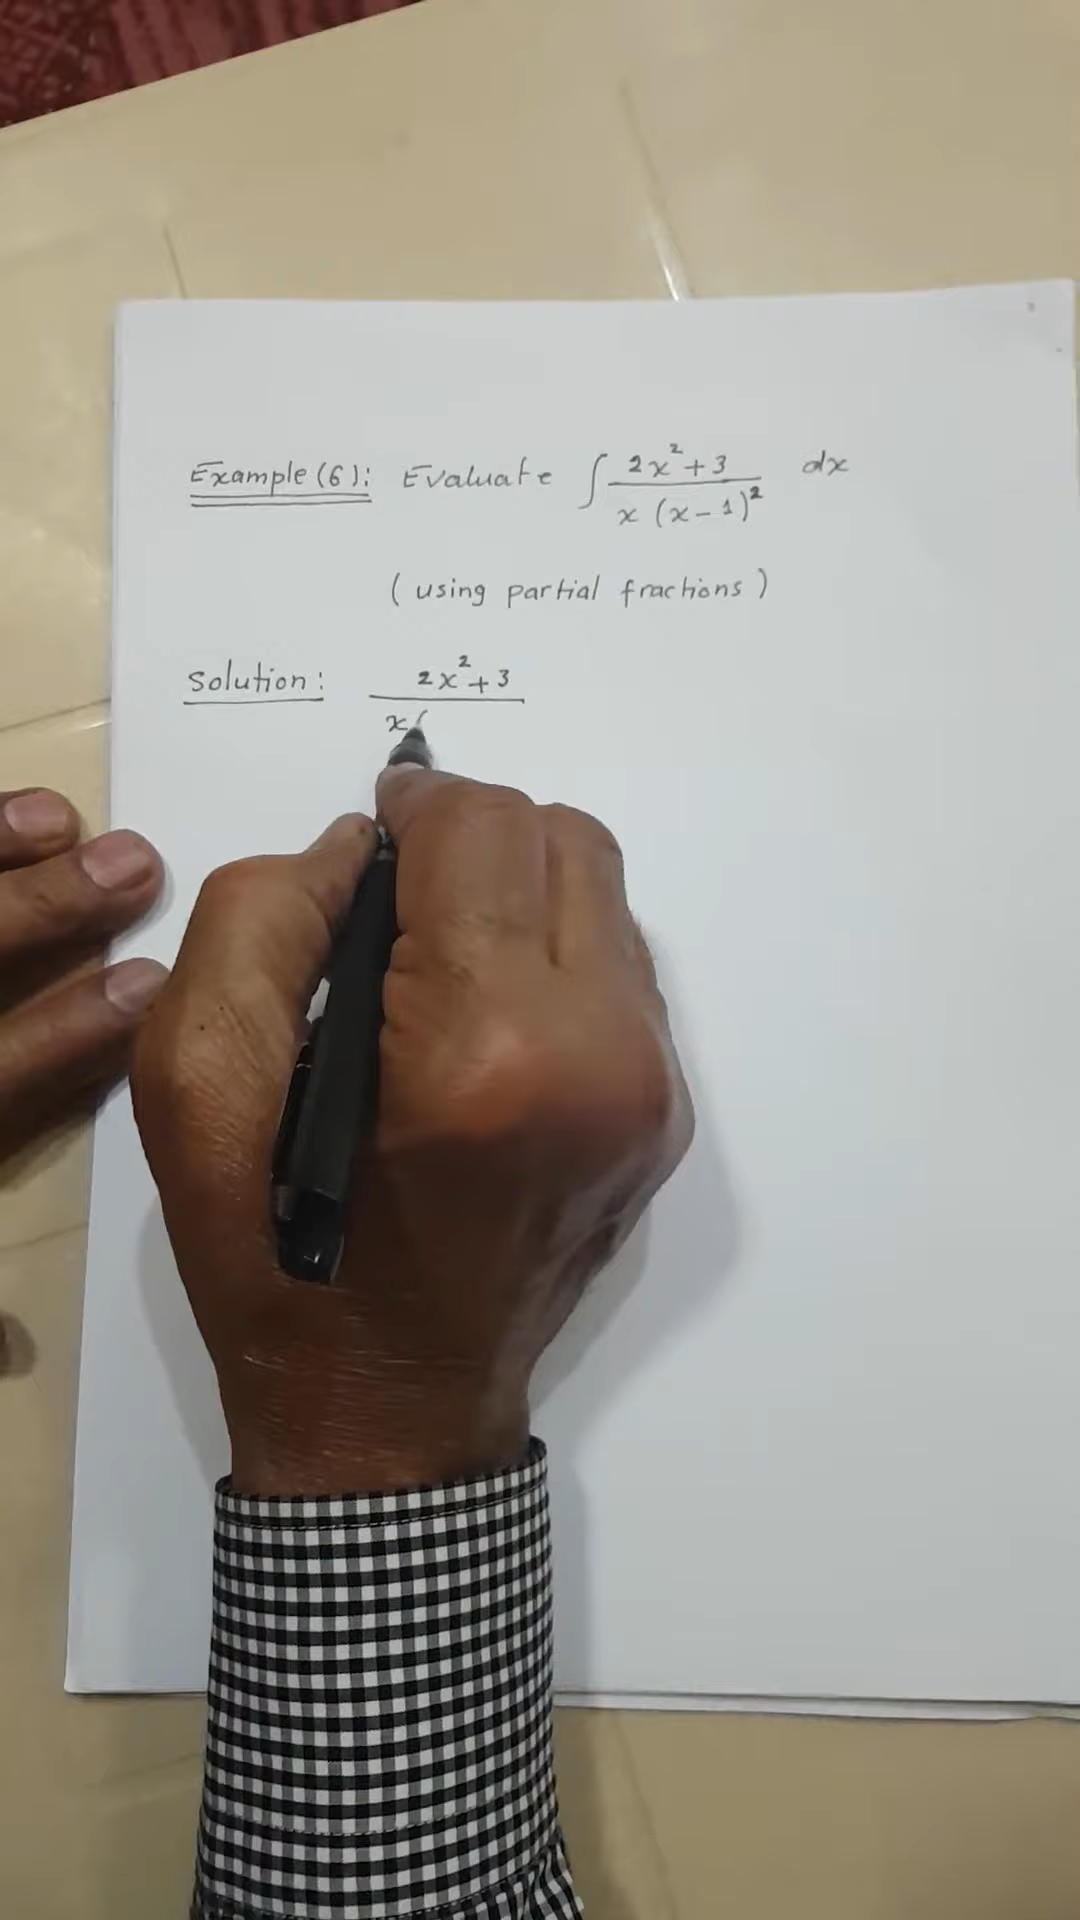 Example (6): Evaluate ∫ (2x² + 3) / (x (x - 1)²) dx
(using partial fractions)
Solution: 2x² + 3
x(